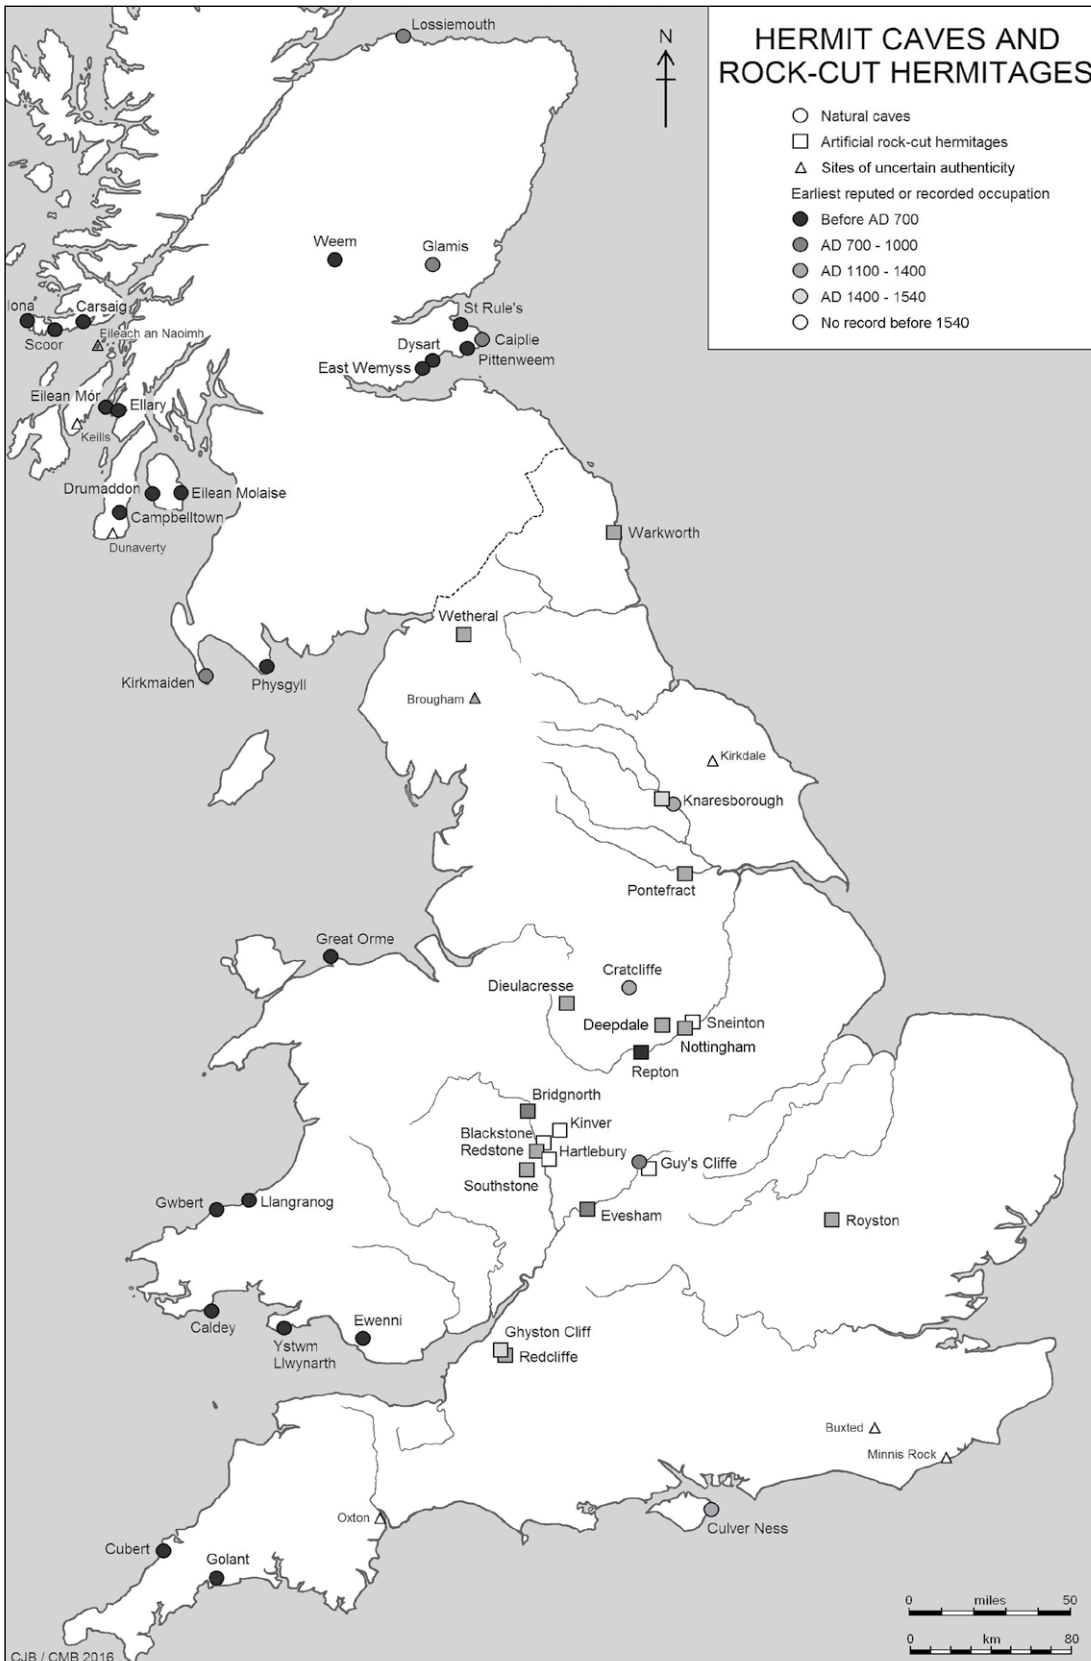 Lossiemouth
N
HERMIT CAVES AND
ROCK-CUT HERMITAGES
Natural caves
Artificial rock-cut hermitages
Sites of uncertain authenticity
Earliest reputed or recorded occupation
Before AD 700
AD 700 - 1000
AD 1100 - 1400
AD 1400 - 1540
No record before 1540
Weem
Glamis
Iona
Carsaig
Scoor
Eileach an Naoimh
St Rule's
Caiplie
Dysart
Pittenweem
East Wemyss
Eilean Mór
Ellary
Keills
Drumaddon
Eilean Molaise
Campbelltown
Dunaverty
Warkworth
Wetheral
Kirkmaiden
Physgyll
Brougham
Kirkdale
Knaresborough
Pontefract
Great Orme
Cratcliffe
Dieulacresse
Deepdale
Sneinton
Nottingham
Repton
Bridgnorth
Kinver
Blackstone
Redstone
Hartlebury
Southstone
Guy's Cliffe
Evesham
Royston
Gwbert
Llangranog
Caldey
Ystwm
Llwynarth
Ewenni
Ghyston Cliff
Redcliffe
Buxted
Minnis Rock
Oxton
Culver Ness
Cubert
Golant
0 miles 50
0 km 80
CJB / CMB 2016